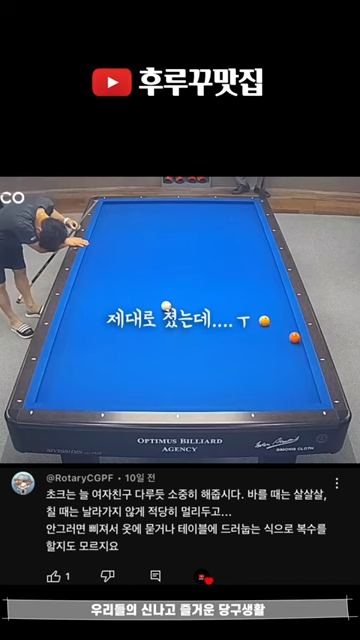 후루꾸맛집
CO
제대로 졌는데.... ㅜ
OPTIMUS BILLIARD
AGENCY
SIMONIS CLOTH
@RotaryCGPF • 10일 전
초크는 늘 여자친구 다루듯 소중히 해줍시다. 바를 때는 살살살,
칠 때는 날라가지 않게 적당히 멀리두고...
안그러면 삐져서 옷에 묻거나 테이블에 드러눕는 식으로 복수를
할지도 모르지요
1
우리들의 신나고 즐거운 당구생활